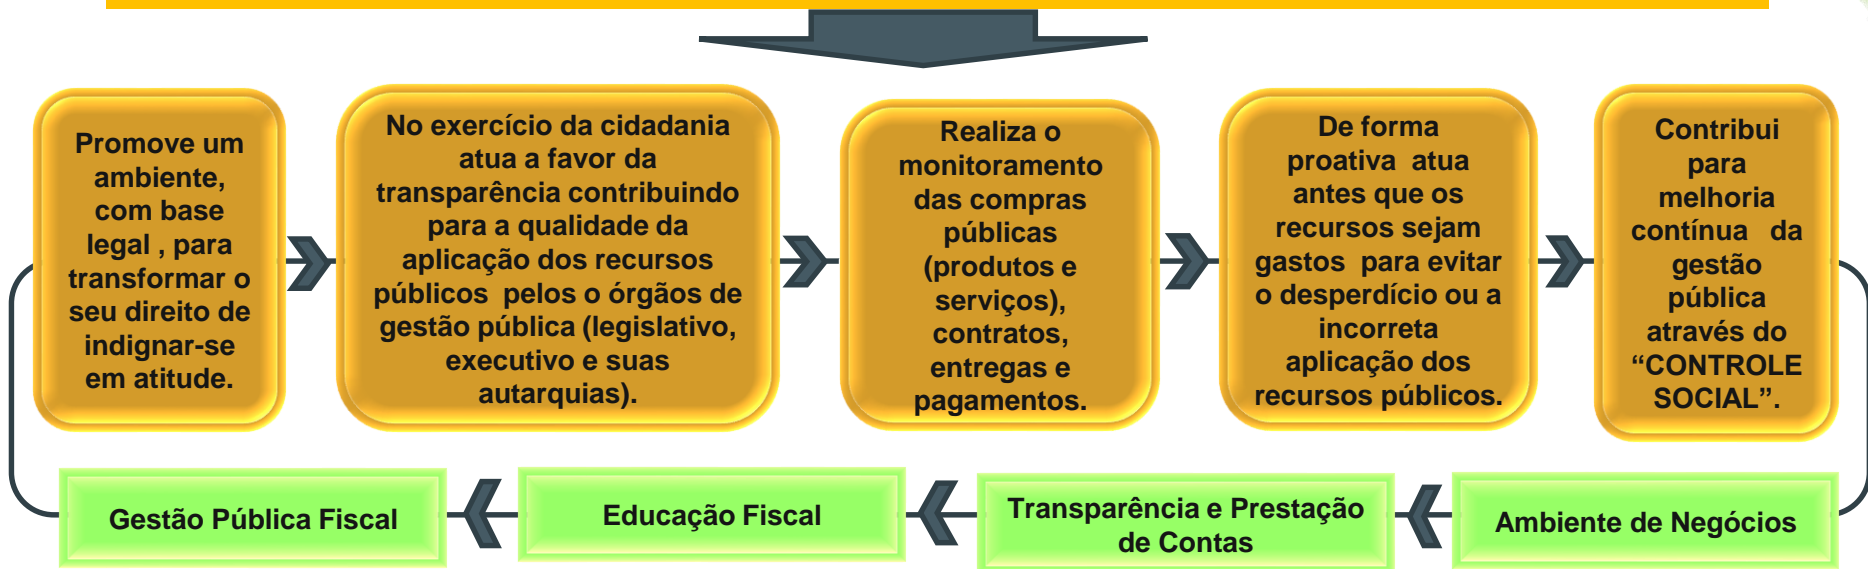 Promove um
ambiente,
com base
legal , para
transformar o
seu direito de
indignar-se
em atitude.
No exercício da cidadania
atua a favor da
transparência contribuindo
para a qualidade da
aplicação dos recursos
públicos pelos o órgãos de
gestão pública (legislativo,
executivo e suas
autarquias).
Realiza o
monitoramento
das compras
públicas
(produtos e
serviços),
contratos,
entregas e
pagamentos.
De forma
proativa atua
antes que os
recursos sejam
gastos para evitar
o desperdício ou a
incorreta
aplicação dos
recursos públicos.
Contribui
para
melhoria
contínua da
gestão
pública
através do
“CONTROLE
SOCIAL”.
Gestão Pública Fiscal
Educação Fiscal
Transparência e Prestação
de Contas
Ambiente de Negócios